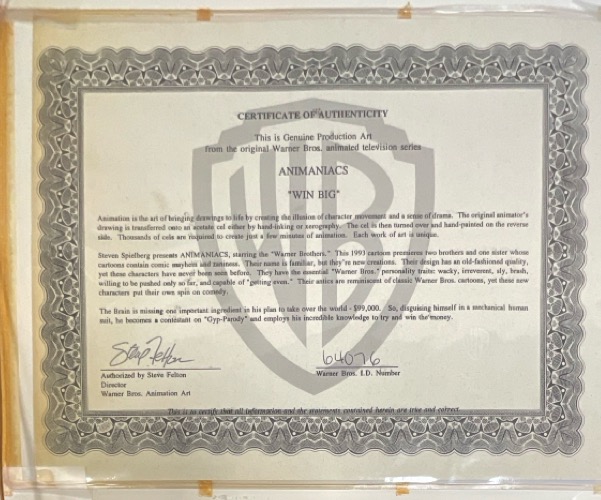 CERTIFICATE OF AUTHENTICITY
This is Genuine Production Art
from the original Warner Bros. animated television series
ANIMANIACS
"WIN BIG"
Animation is the art of bringing drawings to life by creating the illusion of character movement and a sense of drama. The original animator's
drawing is transferred onto an acetate cel either by hand-inking or xerography. The cel is then turned over and hand-painted on the reverse
side. Thousands of cels are required to create just a few minutes of animation. Each work of art is unique.
Steven Spielberg presents ANIMANIACS, starring the "Warner Brothers." This 1993 cartoon premieres two brothers and one sister whose
cartoons contain comic mayhem and zaniness. Their name is familiar, but they're new creations. Their design has an old-fashioned quality,
yet these characters have never been seen before. They have the essential "Warner Bros." personality traits: wacky, irreverent, sly, brash,
willing to be pushed only so far, and capable of "getting even." Their antics are reminiscent of classic Warner Bros. cartoons, yet these new
characters put their own spin on comedy.
The Brain is missing one important ingredient in his plan to take over the world - $99,000. So, disguising himself in a mechanical human
suit, he becomes a contestant on "Gyp-Parody" and employs his incredible knowledge to try and win the money.
Steve Felton
64076
Authorized by Steve Felton
Warner Bros. I.D. Number
Director
Warner Bros. Animation Art
This is to certify that all information and the statements contained herein are true and correct.
WB